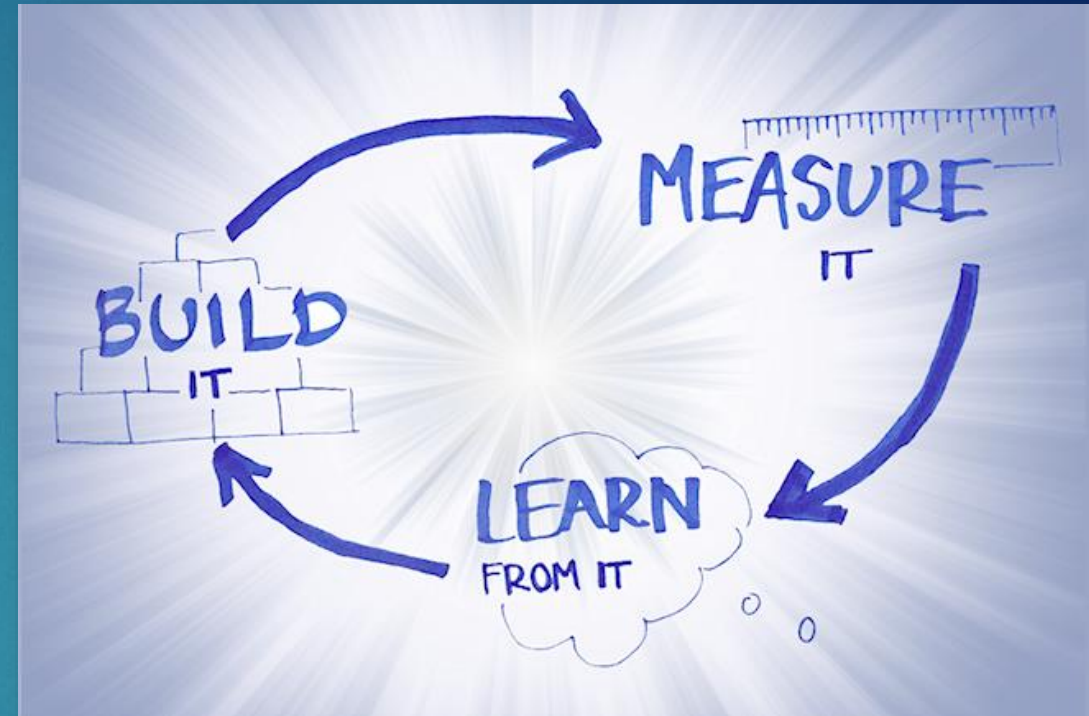 BUILD
IT
MEASURE
IT
LEARN
FROM IT